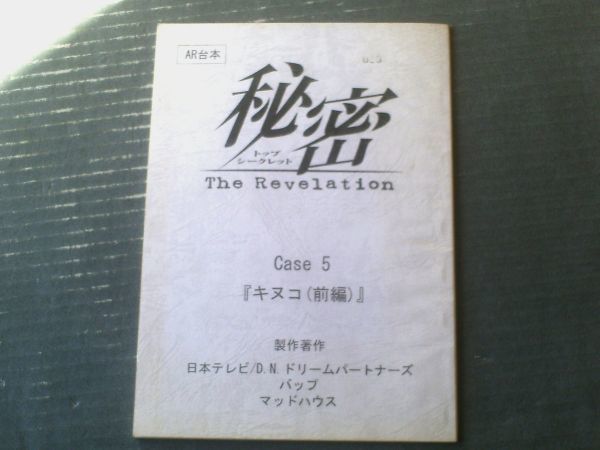 AR台本
秘密
トップ
シークレット
The Revelation
Case 5
『キヌコ(前編)』
製作著作
日本テレビ/D.N.ドリームパートナーズ
バップ
マッドハウス